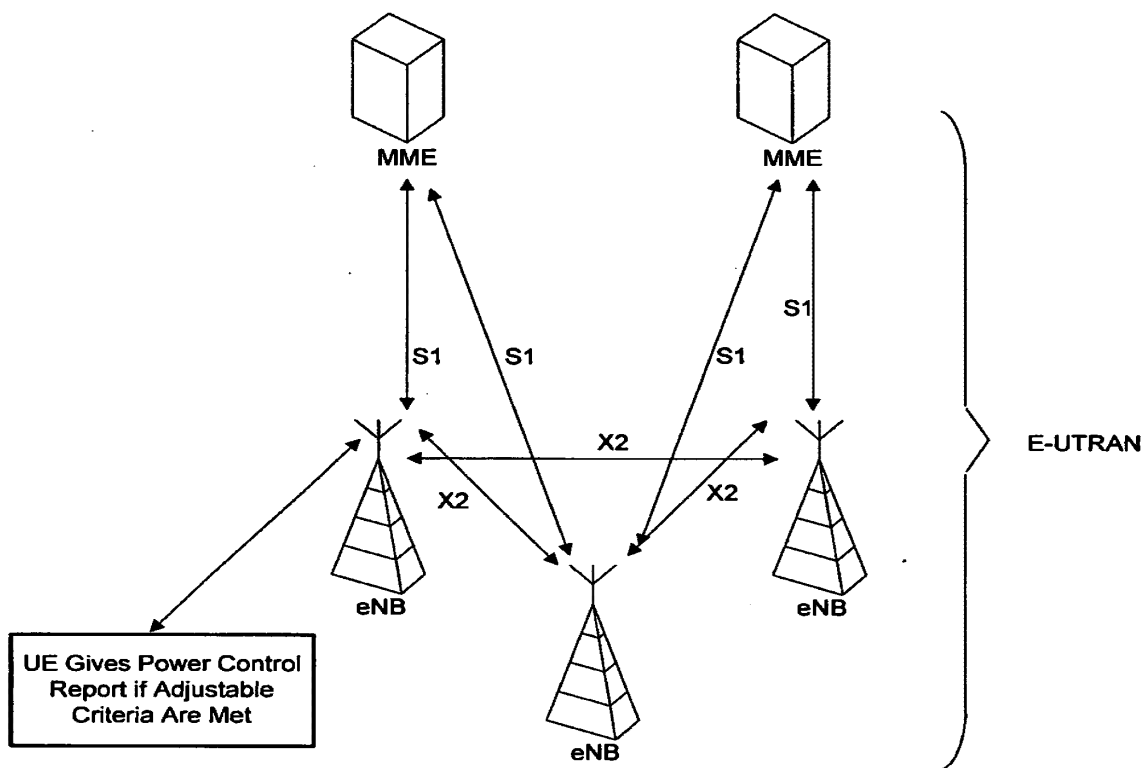 MME
MME
S1
S1
S1
S1
X2
X2
X2
E-UTRAN
eNB
eNB
UE Gives Power Control
Report if Adjustable
Criteria Are Met
eNB